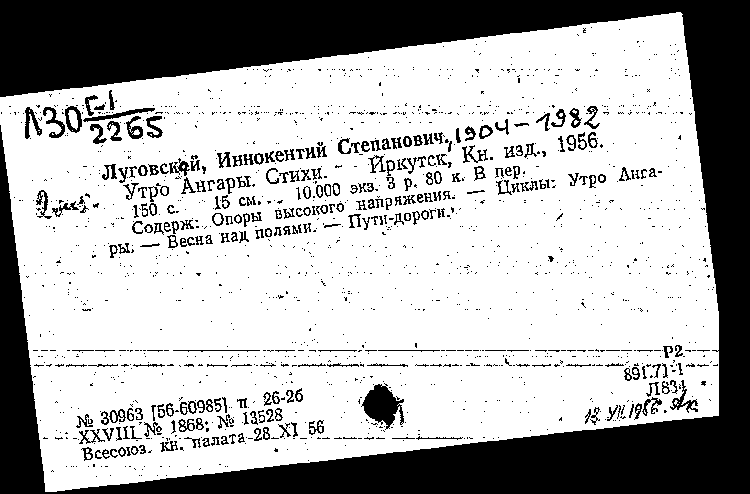 Л30 Г-1
2265
Луговской, Иннокентий Степанович, 1904-1982
Утро Ангары. Стихи. — Иркутск, Кн. изд., 1956.
150 с. 15 см. 10.000 экз. 3 р. 80 к. В пер.
Содерж: Опоры высокого напряжения. — Циклы: Утро Анга-
ры. — Весна над полями. — Пути-дороги.
Р2
891.71-1
Л834
№ 30963 [56-60985] п 26-26
XXVIII № 1868; № 13528
Всесоюз. кн. палата 28 XI 56